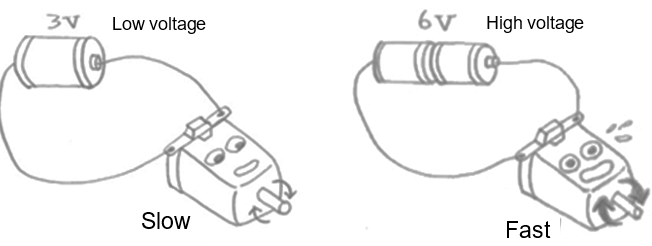 3V Low voltage
6V High voltage
Slow
Fast